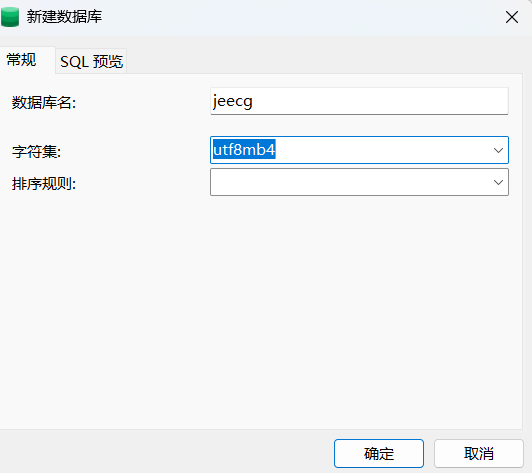 新建数据库
常规
SQL 预览
数据库名:
jeecg
字符集:
utf8mb4
排序规则:
确定
取消